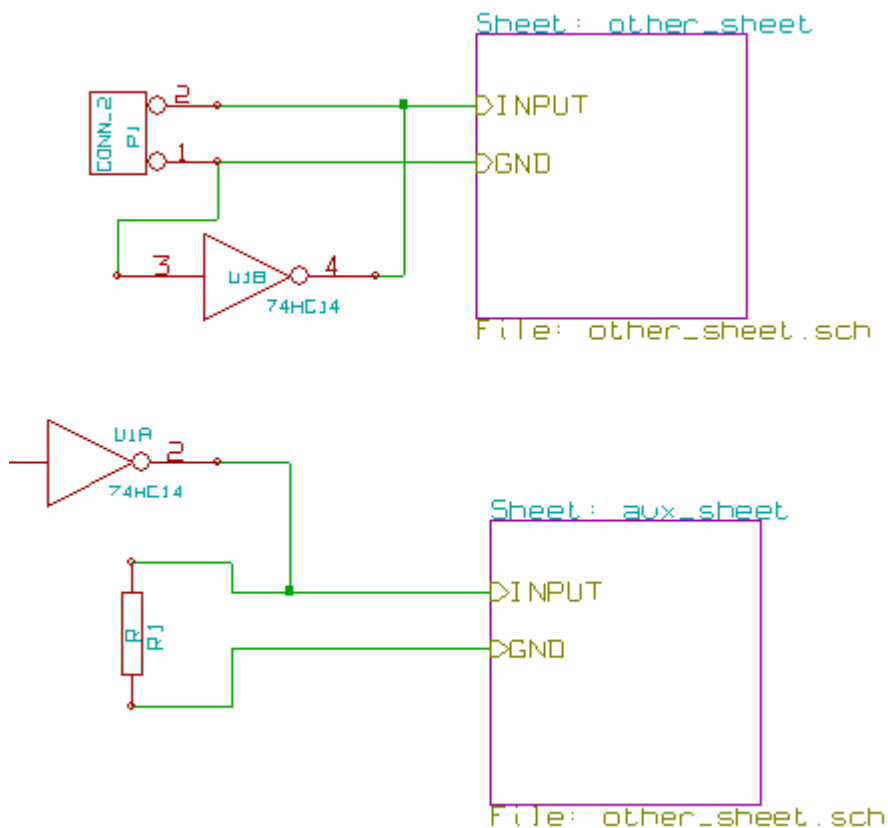 Sheet: other_sheet
CONN_2
P1
2
1
INPUT
GND
3
U1B
4
74HC14
File: other_sheet.sch
U1A
2
74HC14
Sheet: aux_sheet
R
R1
INPUT
GND
File: other_sheet.sch